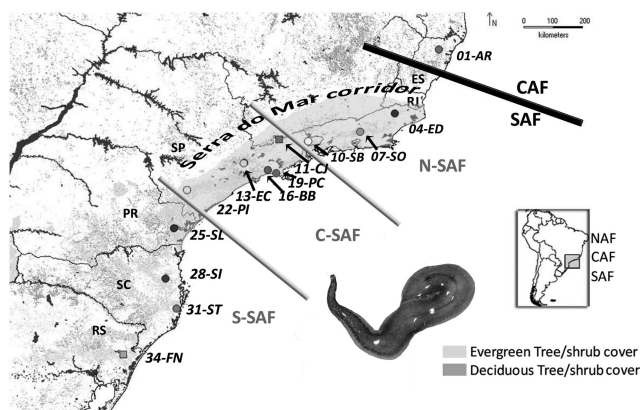 N
0 100 200
kilometers
01-AR
ES
RJ
CAF
SAF
Serra do Mar corridor
04-ED
SP
07-SO
10-SB
N-SAF
11-CJ
19-PC
13-EC
16-BB
22-PI
PR
C-SAF
25-SL
NAF
CAF
SAF
28-SI
SC
S-SAF
31-ST
RS
34-FN
Evergreen Tree/shrub cover
Deciduous Tree/shrub cover